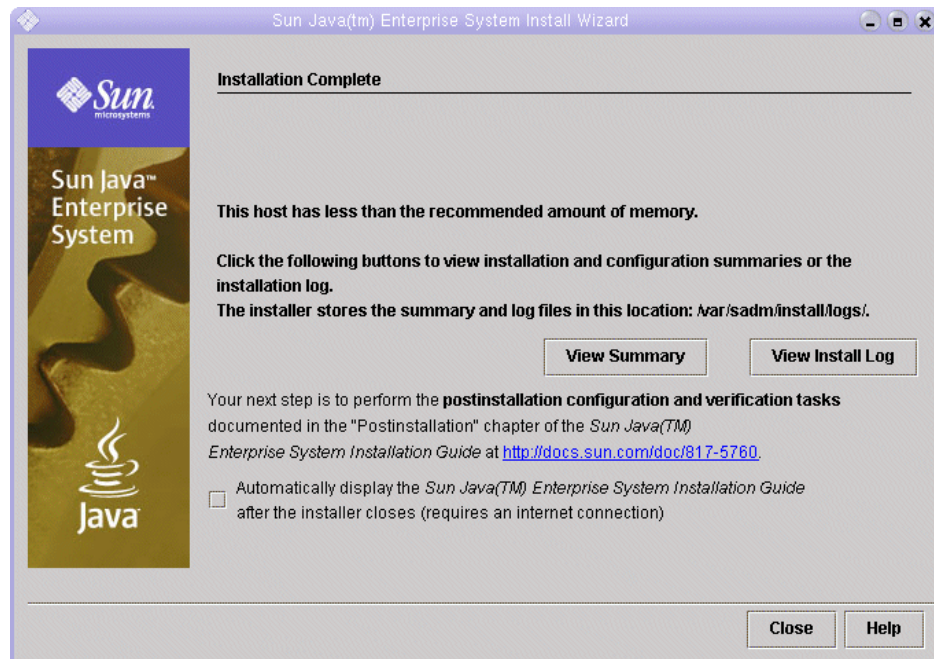 Sun Java(tm) Enterprise System Install Wizard
Sun
microsystems
Sun Java™
Enterprise
System
Java
Installation Complete
This host has less than the recommended amount of memory.
Click the following buttons to view installation and configuration summaries or the
installation log.
The installer stores the summary and log files in this location: /var/sadm/install/logs/.
View Summary
View Install Log
Your next step is to perform the postinstallation configuration and verification tasks
documented in the "Postinstallation" chapter of the Sun Java(TM)
Enterprise System Installation Guide at http://docs.sun.com/doc/817-5760.
Automatically display the Sun Java(TM) Enterprise System Installation Guide
after the installer closes (requires an internet connection)
Close
Help